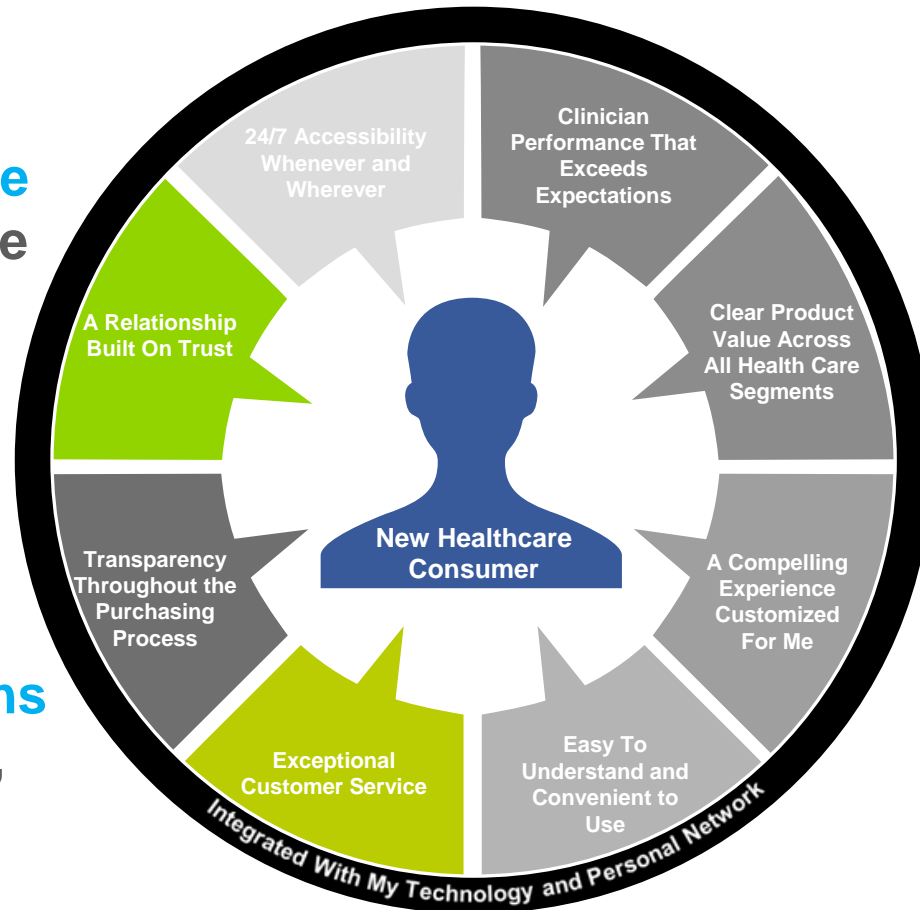 24/7 Accessibility
Whenever and
Wherever
Clinician
Performance That
Exceeds
Expectations
A Relationship
Built On Trust
Clear Product
Value Across
All Health Care
Segments
New Healthcare
Consumer
Transparency
Throughout the
Purchasing
Process
A Compelling
Experience
Customized
For Me
Exceptional
Customer Service
Easy To
Understand and
Convenient to
Use
Integrated With My Technology and Personal Network